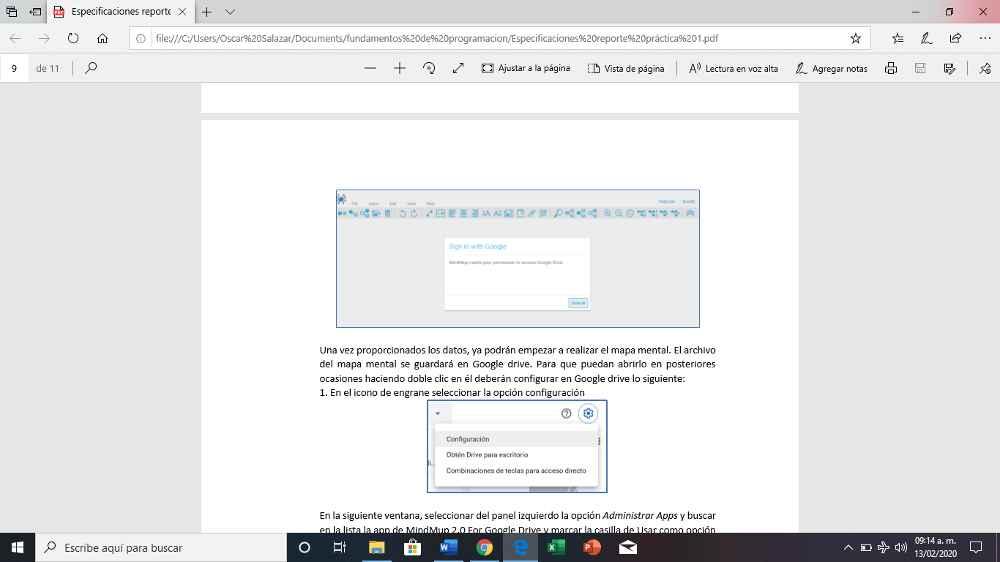 Especificaciones reporte
file:///C:/Users/Oscar%20Salazar/Documents/fundamentos%20de%20programacion/Especificaciones%20reporte%20práctica%201.pdf
9 de 11
Ajustar a la página
Vista de página
Lectura en voz alta
Agregar notas
File Insert Edit View Help
PUBLISH SHARE
Sign in with Google
MindMup needs your permission to access Google Drive.
SIGN IN
Una vez proporcionados los datos, ya podrán empezar a realizar el mapa mental. El archivo
del mapa mental se guardará en Google drive. Para que puedan abrirlo en posteriores
ocasiones haciendo doble clic en él deberán configurar en Google drive lo siguiente:
1. En el icono de engrane seleccionar la opción configuración
Configuración
Obtén Drive para escritorio
Combinaciones de teclas para acceso directo
En la siguiente ventana, seleccionar del panel izquierdo la opción Administrar Apps y buscar
en la lista la app de MindMup 2.0 For Google Drive y marcar la casilla de Usar como opción
Escribe aquí para buscar
09:14 a. m.
13/02/2020